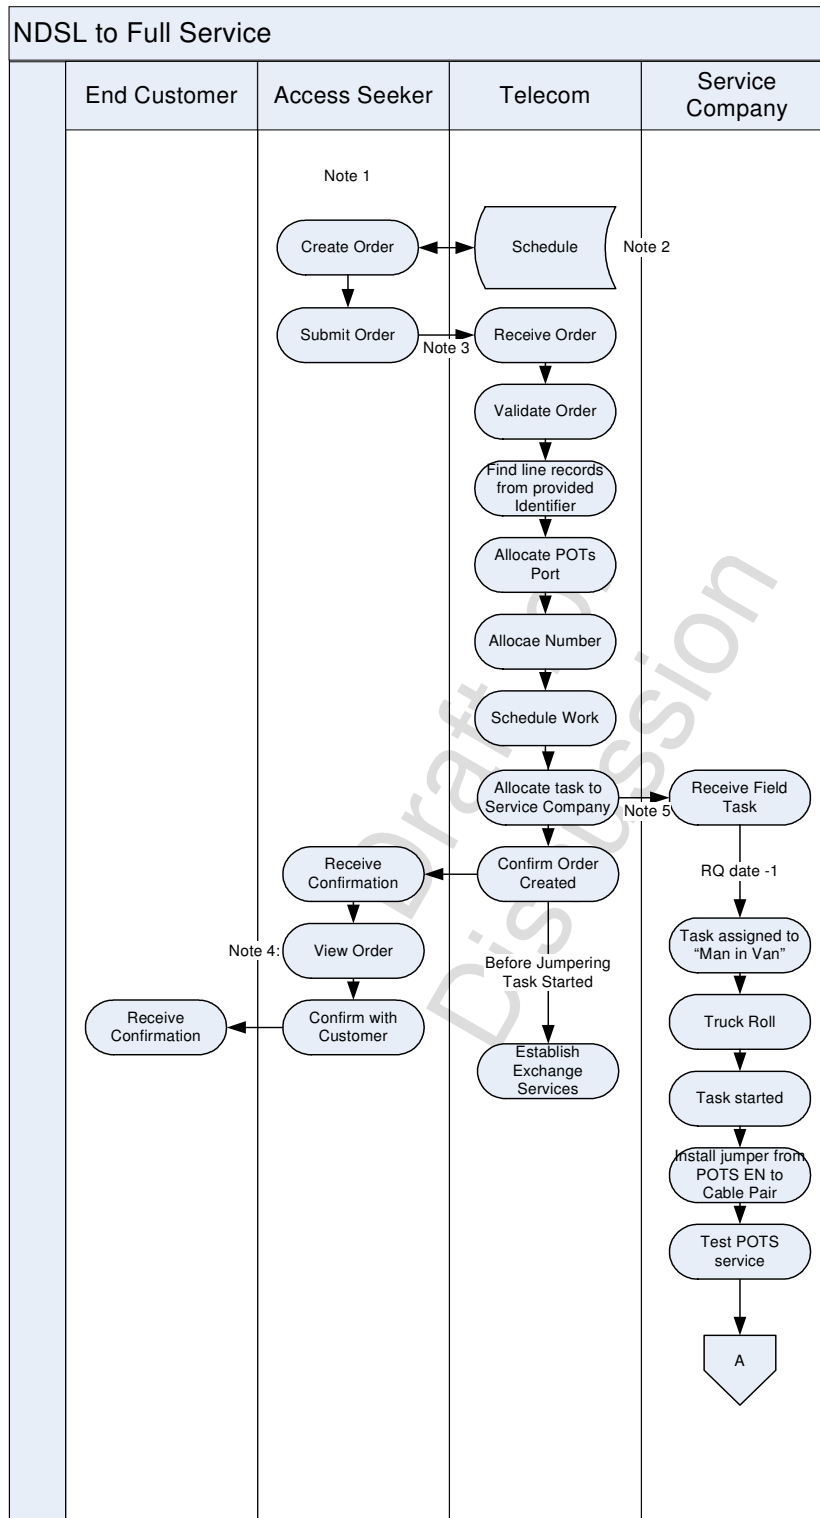 NDSL to Full Service
End Customer
Access Seeker
Telecom
Service
Company
Note 1
Create Order
Schedule
Note 2
Submit Order
Note 3
Receive Order
Validate Order
Find line records
from provided
Identifier
Allocate POTs
Port
Allocae Number
Schedule Work
Allocate task to
Service Company
Note 5
Receive Field
Task
Receive
Confirmation
Confirm Order
Created
RQ date -1
Note 4:
View Order
Before Jumpering
Task Started
Task assigned to
“Man in Van”
Receive
Confirmation
Confirm with
Customer
Truck Roll
Establish
Exchange
Services
Task started
Install jumper from
POTS EN to
Cable Pair
Test POTS
service
A
Draft
Discussion